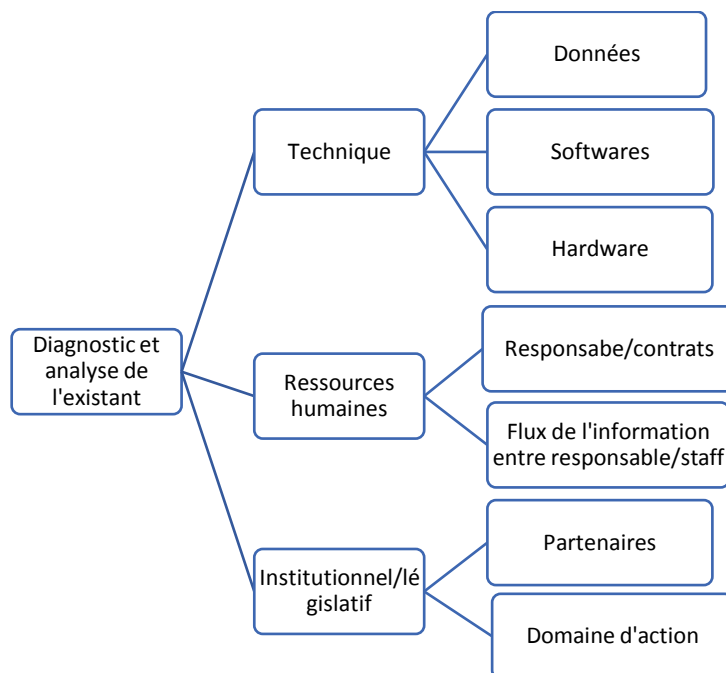 Données
Technique
Softwares
Hardware
Diagnostic et
analyse de
l'existant
Ressources
humaines
Responsabe/contrats
Flux de l'information
entre responsable/staff
Institutionnel/lé
gislatif
Partenaires
Domaine d'action